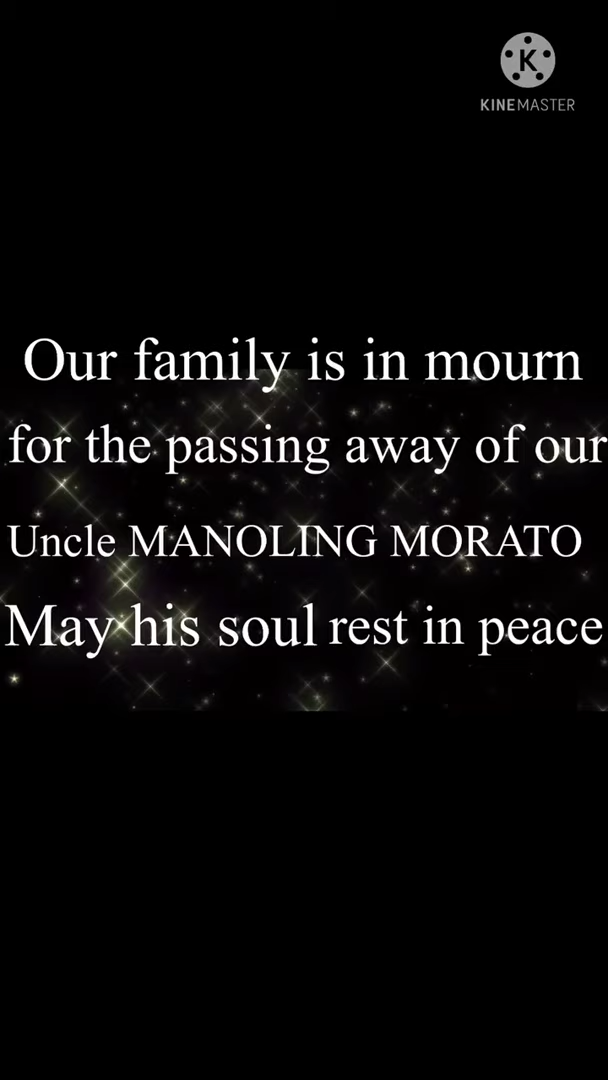 K
KINEMASTER
Our family is in mourn
for the passing away of our
Uncle MANOLING MORATO
May his soul rest in peace